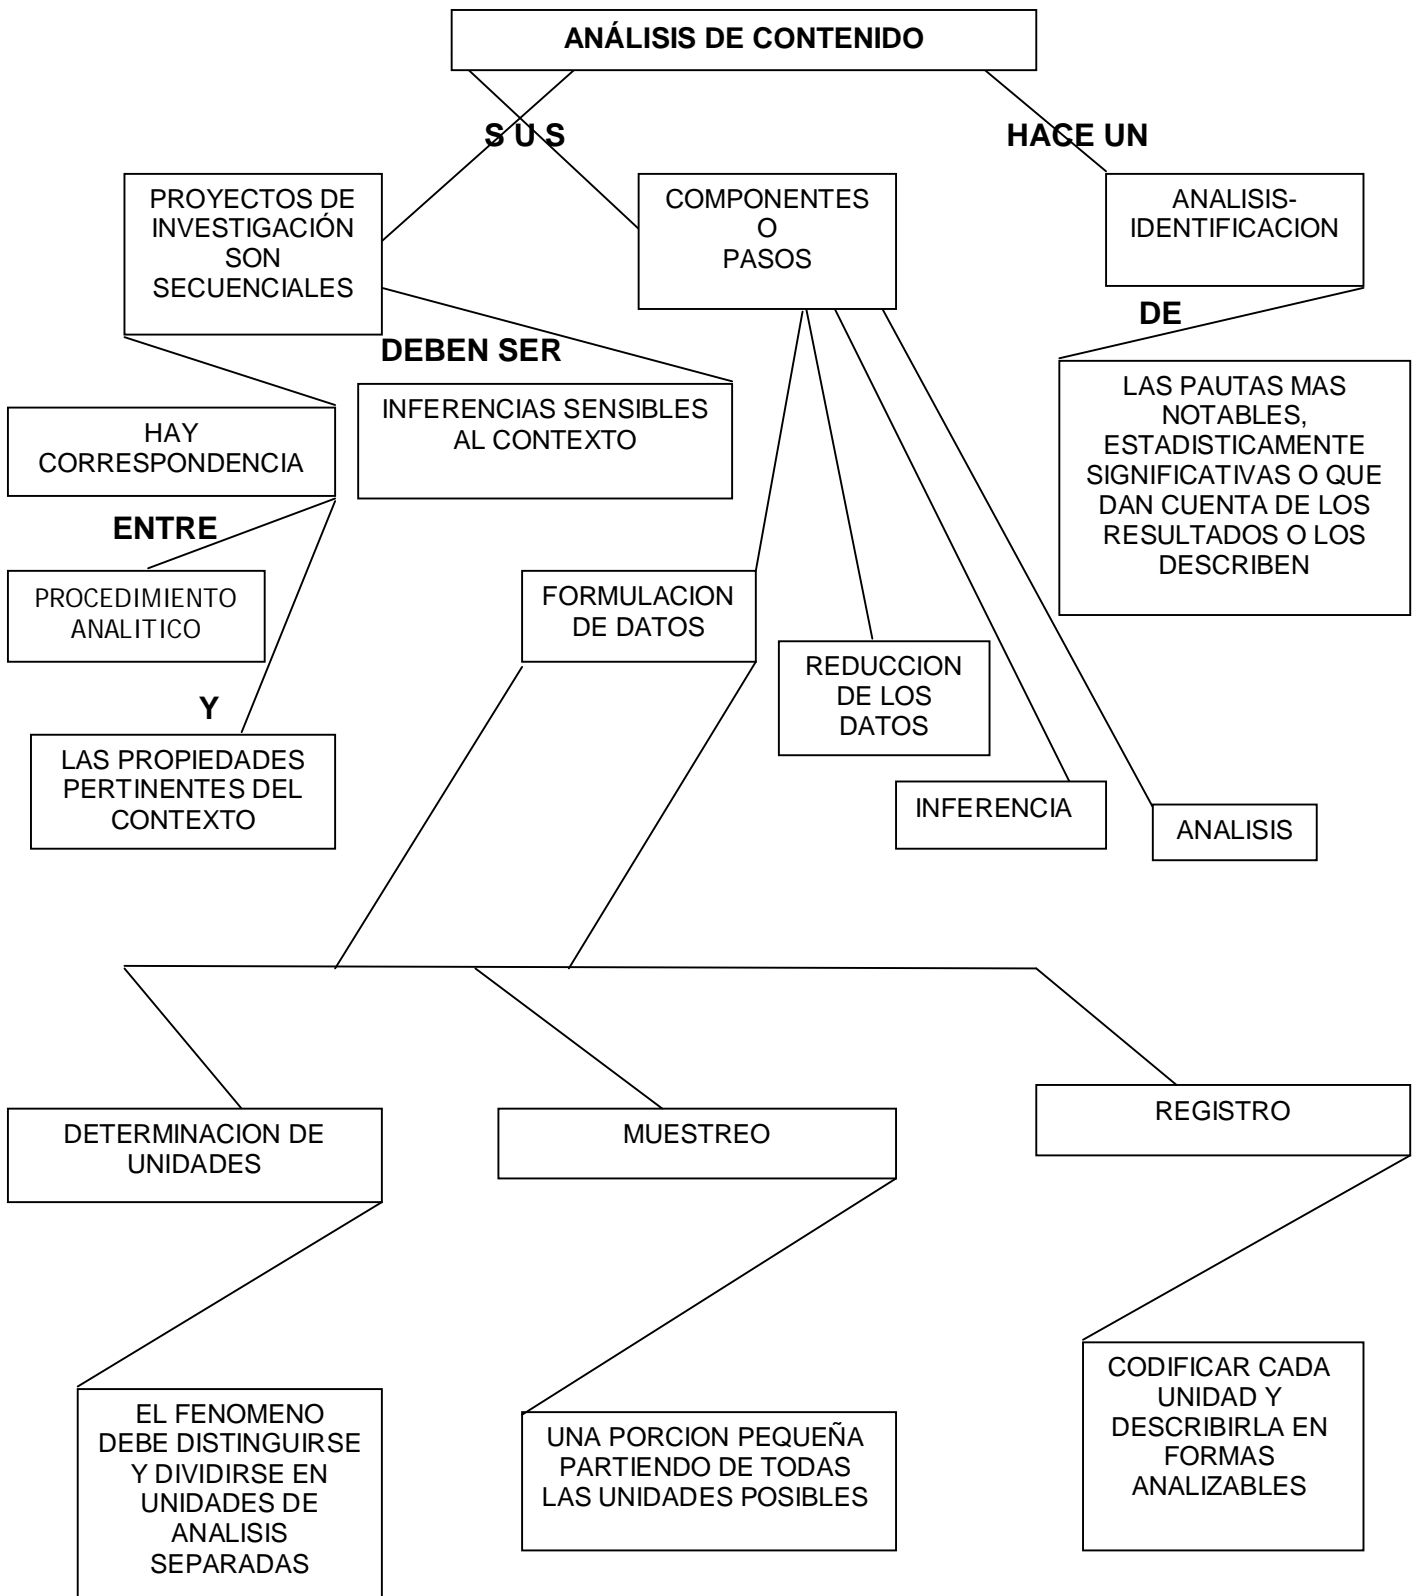 ANÁLISIS DE CONTENIDO
S U S
HACE UN
PROYECTOS DE
INVESTIGACIÓN
SON
SECUENCIALES
COMPONENTES
O
PASOS
ANALISIS-
IDENTIFICACION
DE
DEBEN SER
INFERENCIAS SENSIBLES
AL CONTEXTO
LAS PAUTAS MAS
NOTABLES,
ESTADISTICAMENTE
SIGNIFICATIVAS O QUE
DAN CUENTA DE LOS
RESULTADOS O LOS
DESCRIBEN
HAY
CORRESPONDENCIA
ENTRE
PROCEDIMIENTO
ANALITICO
Y
LAS PROPIEDADES
PERTINENTES DEL
CONTEXTO
FORMULACION
DE DATOS
REDUCCION
DE LOS
DATOS
INFERENCIA
ANALISIS
DETERMINACION DE
UNIDADES
MUESTREO
REGISTRO
EL FENOMENO
DEBE DISTINGUIRSE
Y DIVIDIRSE EN
UNIDADES DE
ANALISIS
SEPARADAS
UNA PORCION PEQUEÑA
PARTIENDO DE TODAS
LAS UNIDADES POSIBLES
CODIFICAR CADA
UNIDAD Y
DESCRIBIRLA EN
FORMAS
ANALIZABLES